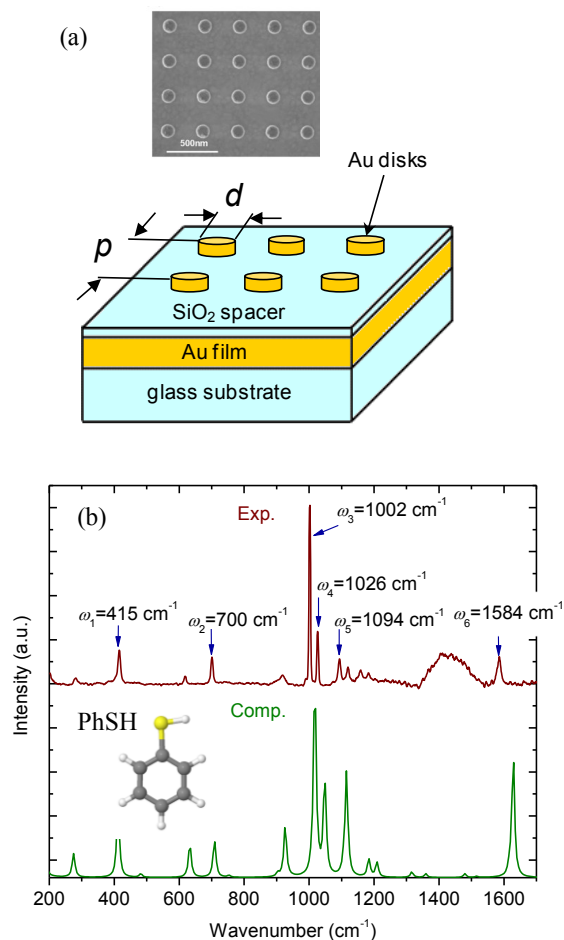 (a)
500nm
Au disks
d
p
SiO₂ spacer
Au film
glass substrate
(b)
Exp.
ω₃=1002 cm⁻¹
ω₄=1026 cm⁻¹
ω₁=415 cm⁻¹
ω₂=700 cm⁻¹
ω₅=1094 cm⁻¹
ω₆=1584 cm⁻¹
Intensity (a.u.)
PhSH
Comp.
200 400 600 800 1000 1200 1400 1600
Wavenumber (cm⁻¹)